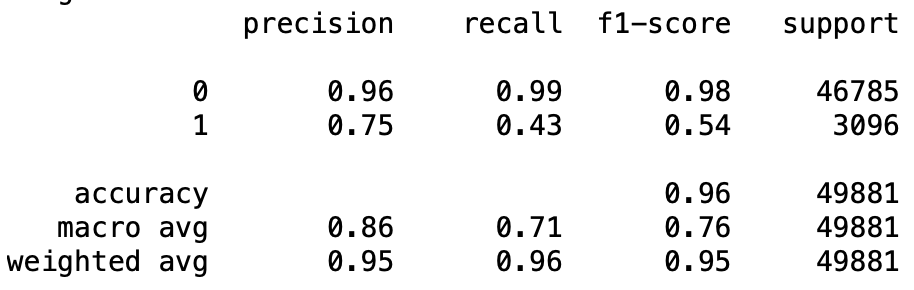 precision recall f1-score support
0 0.96 0.99 0.98 46785
1 0.75 0.43 0.54 3096
accuracy 0.96 49881
macro avg 0.86 0.71 0.76 49881
weighted avg 0.95 0.96 0.95 49881